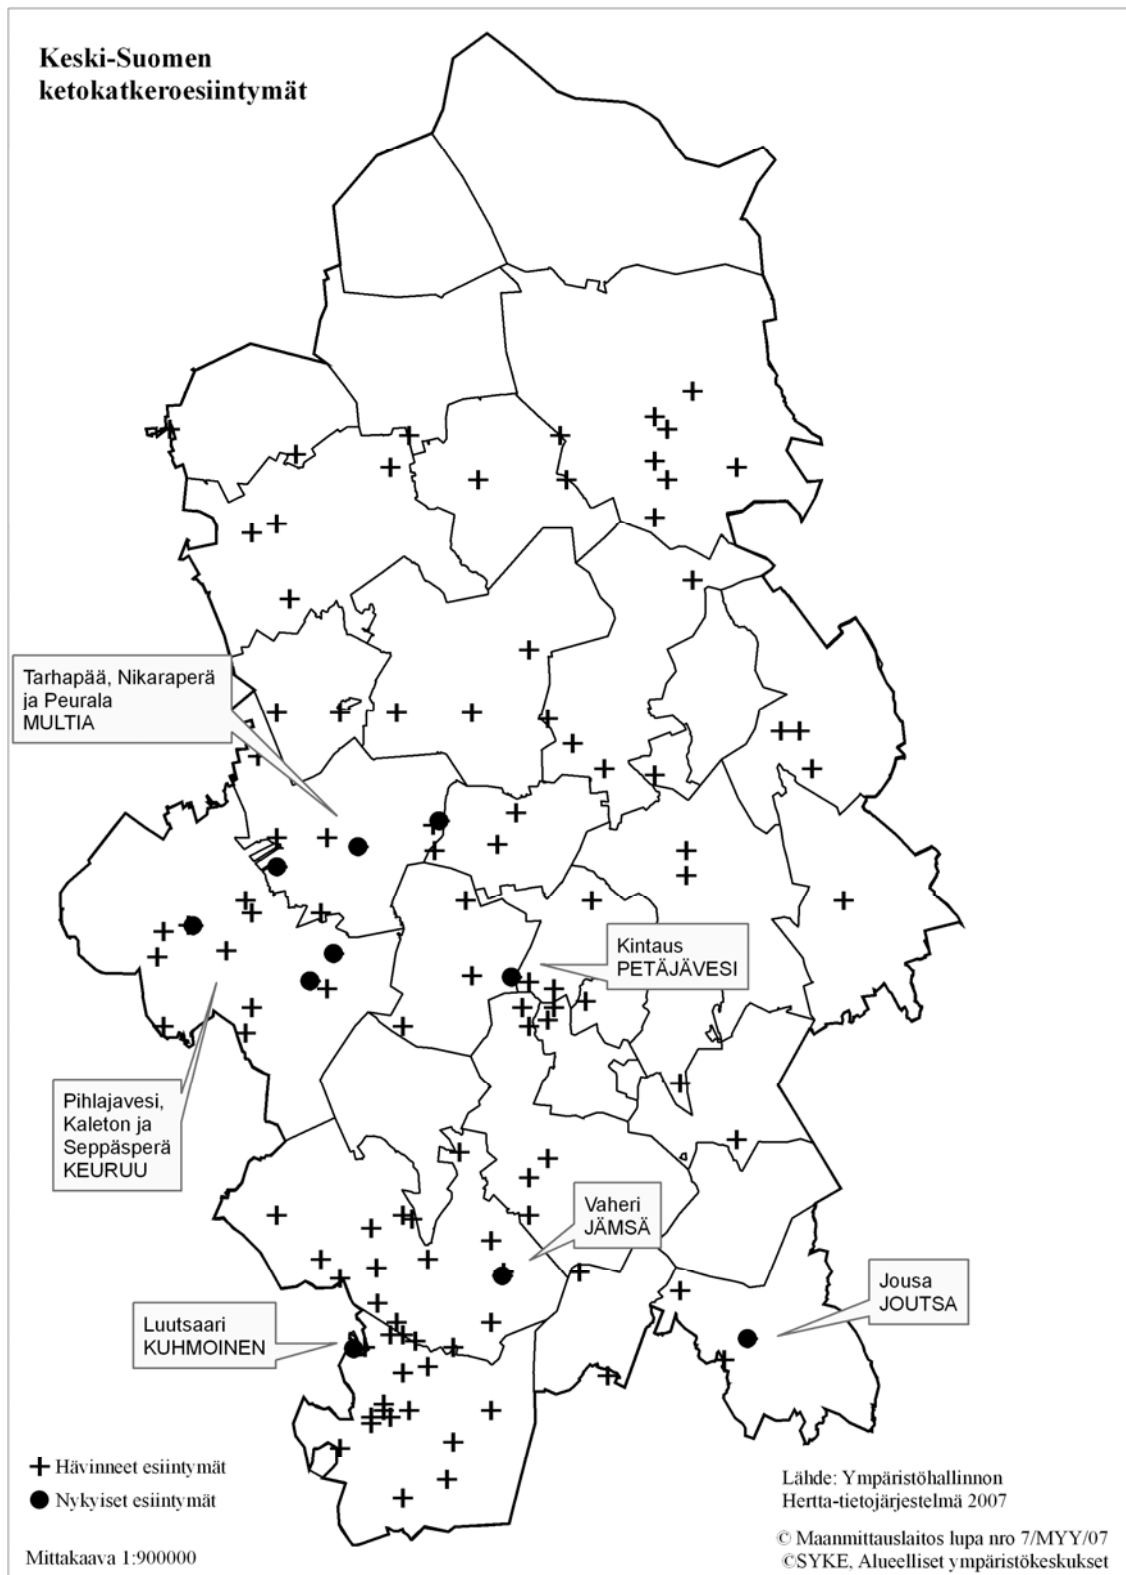 Keski-Suomen
ketokatkeroesiintymät
Tarhapää, Nikaraperä
ja Peurala
MULTIA
Kintaus
PETÄJÄVESI
Pihlajavesi,
Kaleton ja
Seppäsperä
KEURUU
Vaheri
JÄMSÄ
Jousa
JOUTSA
Luutsaari
KUHMOINEN
Hävinneet esiintymät
Nykyiset esiintymät
Mittakaava 1:900000
Lähde: Ympäristöhallinnon
Hertta-tietojärjestelmä 2007
© Maanmittauslaitos lupa nro 7/MYY/07
©SYKE, Alueelliset ympäristökeskukset